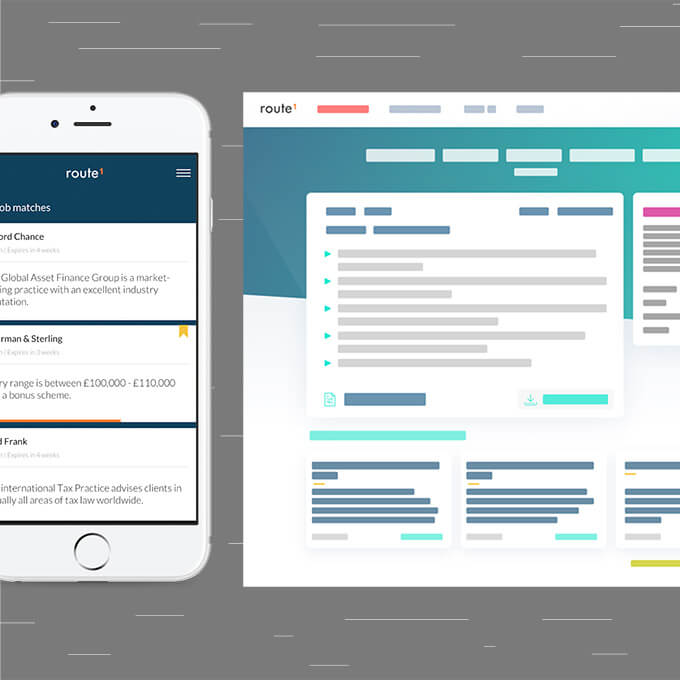 route1
ob matches
ord Chance
n | Expires in 4 weeks
Global Asset Finance Group is a market-
ing practice with an excellent industry
utation.
rman & Sterling
n | Expires in 3 weeks
ry range is between £100,000 - £110,000
a bonus scheme.
d Frank
n | Expires in 4 weeks
international Tax Practice advises clients in
ually all areas of tax law worldwide.
route1